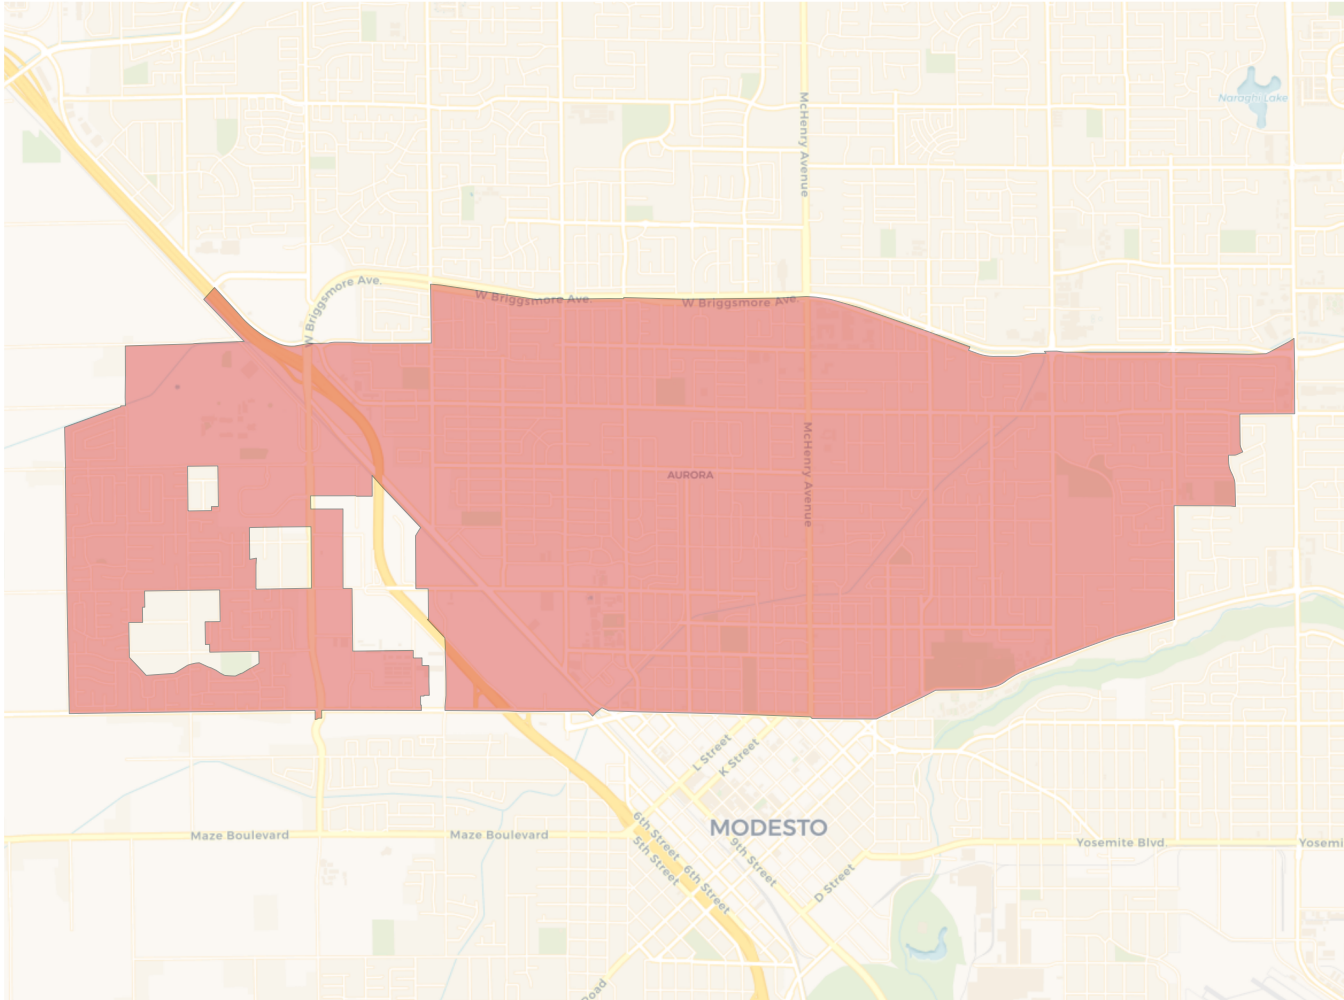 McHenry Avenue
Naraghi Lake
W Briggsmore Ave.
W Briggsmore Ave.
W Briggsmore Ave.
McHenry Avenue
AURORA
L Street
K Street
MODESTO
Maze Boulevard
Maze Boulevard
6th Street
5th Street
6th Street
9th Street
D Street
Yosemite Blvd.
Yosemi
Road